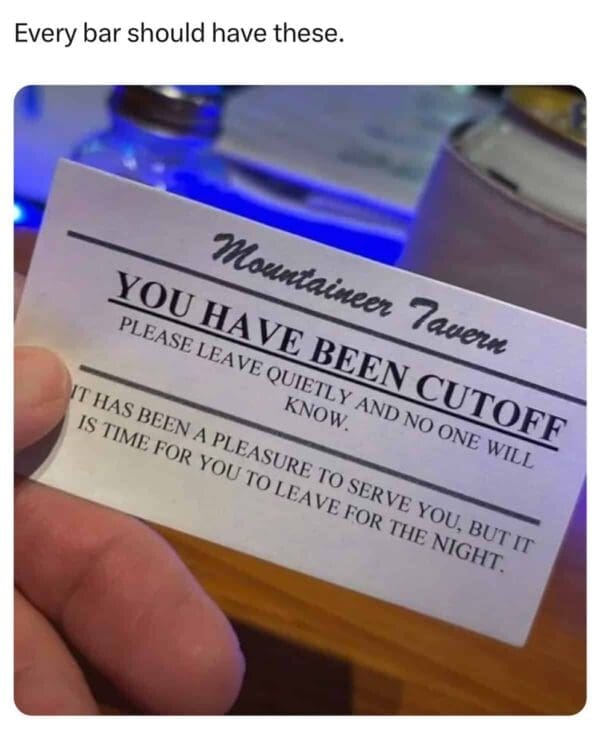 Every bar should have these.
Mountaineer Tavern
YOU HAVE BEEN CUTOFF
PLEASE LEAVE QUIETLY AND NO ONE WILL
KNOW.
IT HAS BEEN A PLEASURE TO SERVE YOU, BUT IT
IS TIME FOR YOU TO LEAVE FOR THE NIGHT.